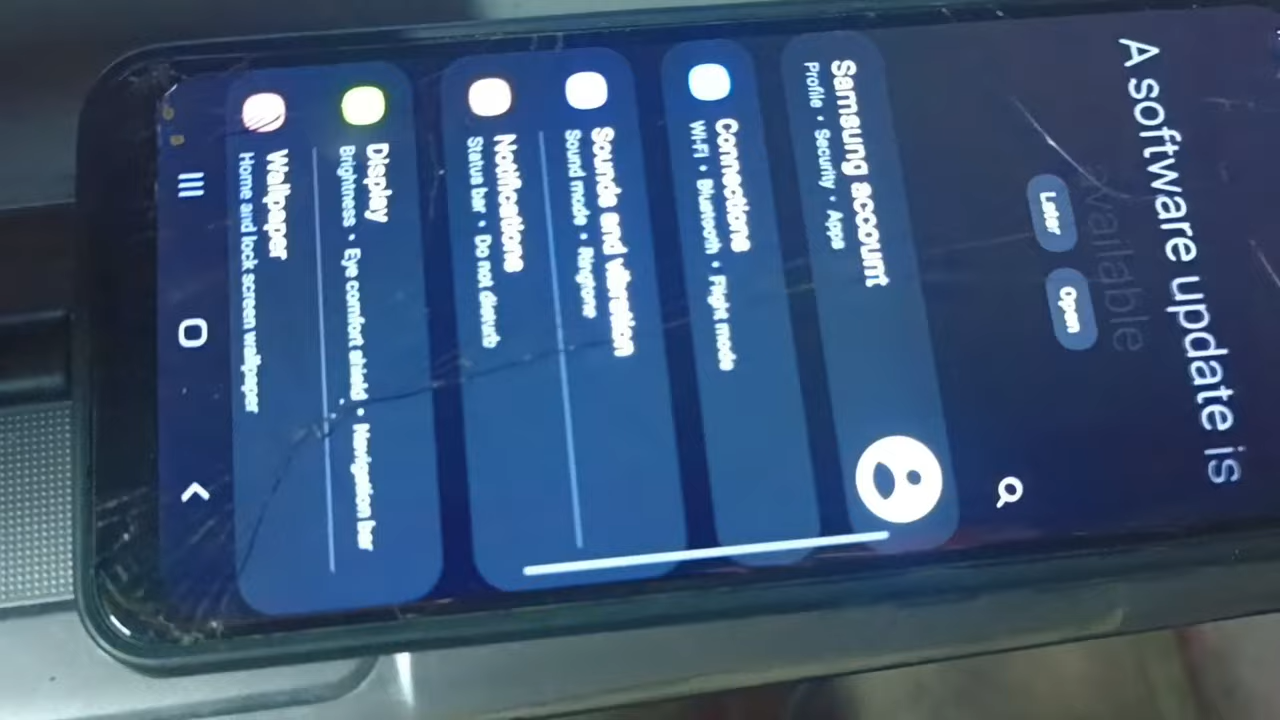 A software update is
available
Later
Open
Samsung account
Profile • Security • Apps
Connections
Wi-Fi • Bluetooth • Flight mode
Sounds and vibration
Sound mode • Ringtone
Notifications
Status bar • Do not disturb
Display
Brightness • Eye comfort shield • Navigation bar
Wallpaper
Home and lock screen wallpaper